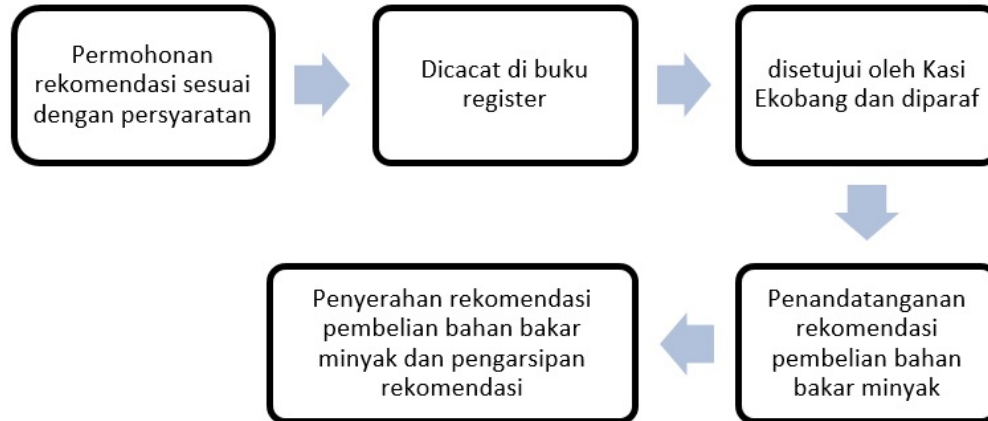 Permohonan
rekomendasi sesuai
dengan persyaratan
Dicacat di buku
register
disetujui oleh Kasi
Ekobang dan diparaf
Penandatanganan
rekomendasi
pembelian bahan
bakar minyak
Penyerahan rekomendasi
pembelian bahan bakar
minyak dan pengarsipan
rekomendasi